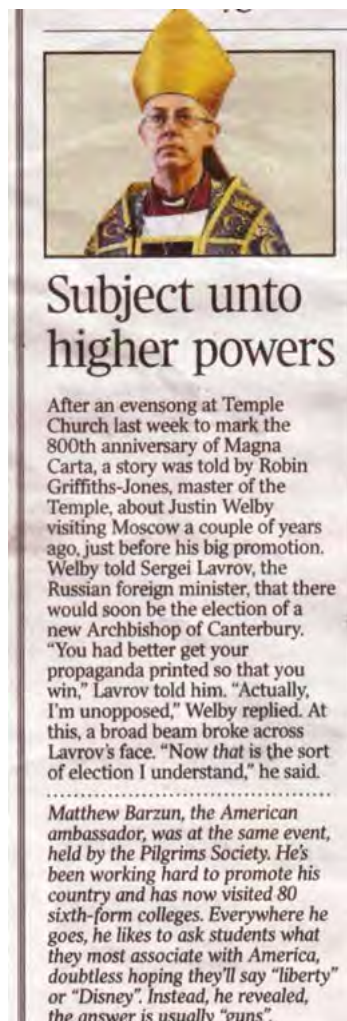 Subject unto
higher powers
After an evensong at Temple
Church last week to mark the
800th anniversary of Magna
Carta, a story was told by Robin
Griffiths-Jones, master of the
Temple, about Justin Welby
visiting Moscow a couple of years
ago, just before his big promotion.
Welby told Sergei Lavrov, the
Russian foreign minister, that there
would soon be the election of a
new Archbishop of Canterbury.
“You had better get your
propaganda printed so that you
win,” Lavrov told him. “Actually,
I’m unopposed,” Welby replied. At
this, a broad beam broke across
Lavrov’s face. “Now that is the sort
of election I understand,” he said.
Matthew Barzun, the American
ambassador, was at the same event,
held by the Pilgrims Society. He’s
been working hard to promote his
country and has now visited 80
sixth-form colleges. Everywhere he
goes, he likes to ask students what
they most associate with America,
doubtless hoping they’ll say “liberty”
or “Disney”. Instead, he revealed,
the answer is usually “guns”.